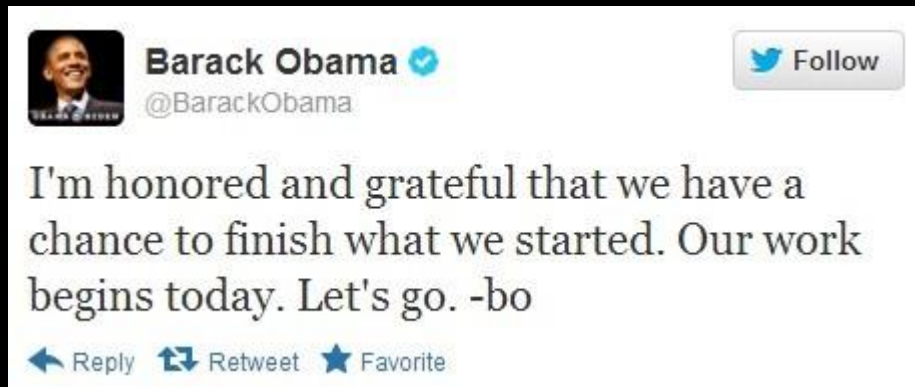 Barack Obama
@BarackObama
Follow
I'm honored and grateful that we have a
chance to finish what we started. Our work
begins today. Let's go. -bo
Reply Retweet Favorite